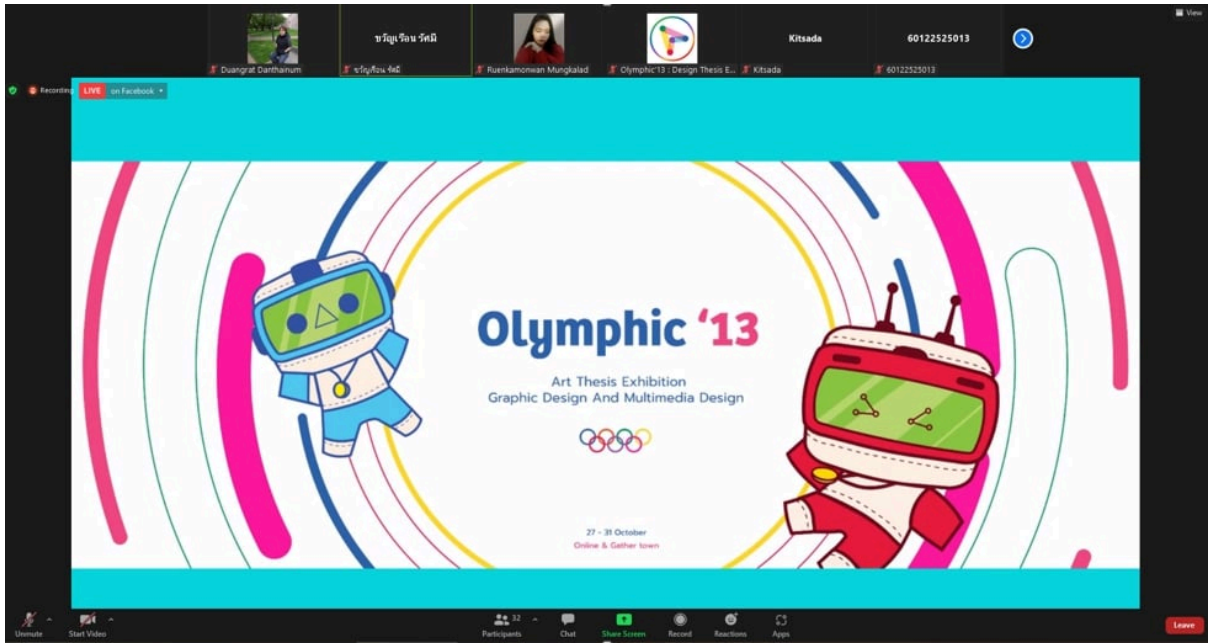 View
ขวัญเรือน รัศมี
Kitsada
60122525013
Duangrat Danthainum
ขวัญเรือน รัศมี
Ruenkamonwan Mungkalad
Olymphic'13 : Design Thesis E...
Kitsada
60122525013
Recording
LIVE on Facebook
Olymphic ‘13
Art Thesis Exhibition
Graphic Design And Multimedia Design
27 - 31 October
Online & Gather town
Unmute
Start Video
Participants
32
Chat
Share Screen
Record
Reactions
Apps
Leave